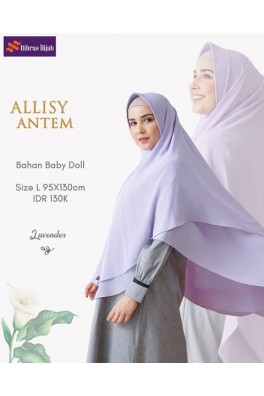 Nibras Hijab
ALLISY
ANTEM
Bahan Baby Doll
Size L 95X130cm
IDR 130K
Lavender